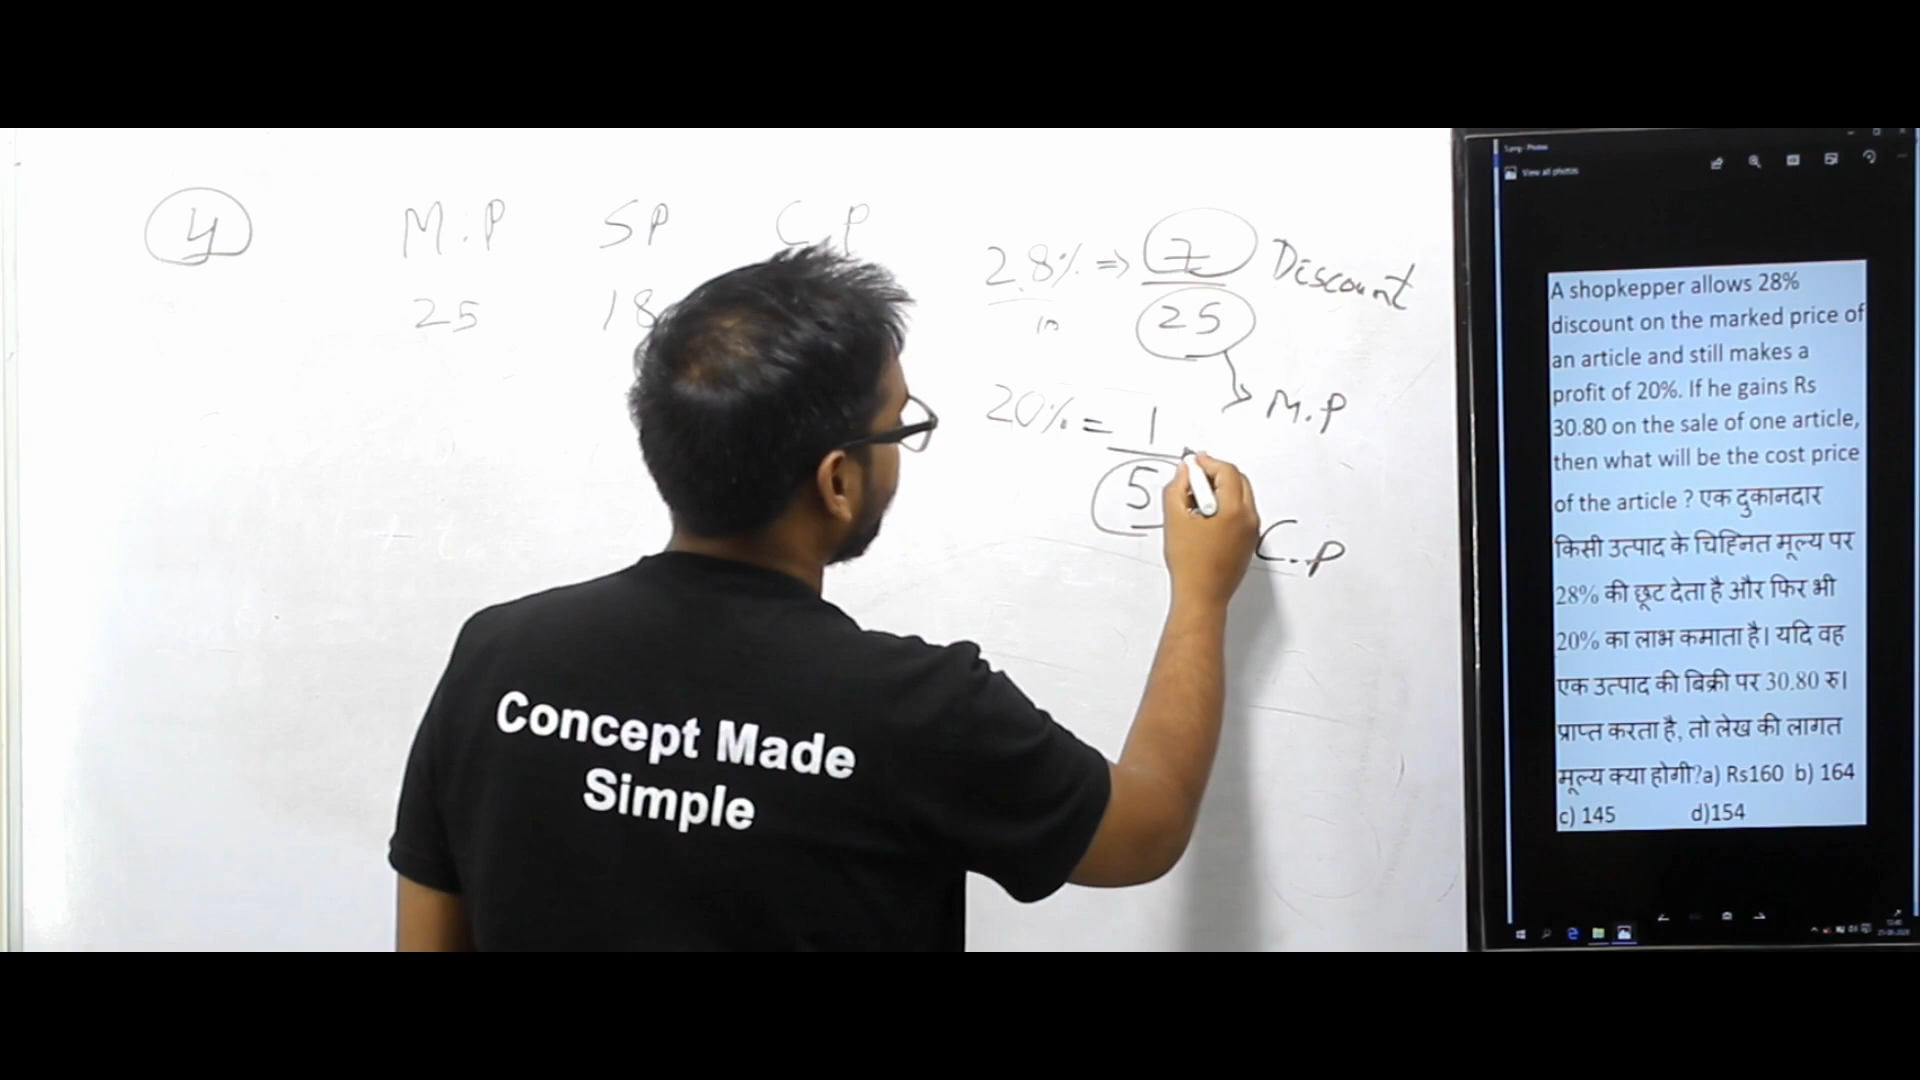 4
M.P SP C.P
25 18
28% ⇒ 7/25 Discount
M.P
20% = 1/5
C.P
Concept Made
Simple
View all photos
A shopkepper allows 28%
discount on the marked price of
an article and still makes a
profit of 20%. If he gains Rs
30.80 on the sale of one article,
then what will be the cost price
of the article ? एक दुकानदार
किसी उत्पाद के चिह्नित मूल्य पर
28% की छूट देता है और फिर भी
20% का लाभ कमाता है। यदि वह
एक उत्पाद की बिक्री पर 30.80 रु।
प्राप्त करता है, तो लेख की लागत
मूल्य क्या होगी?a) Rs160 b) 164
c) 145 d)154